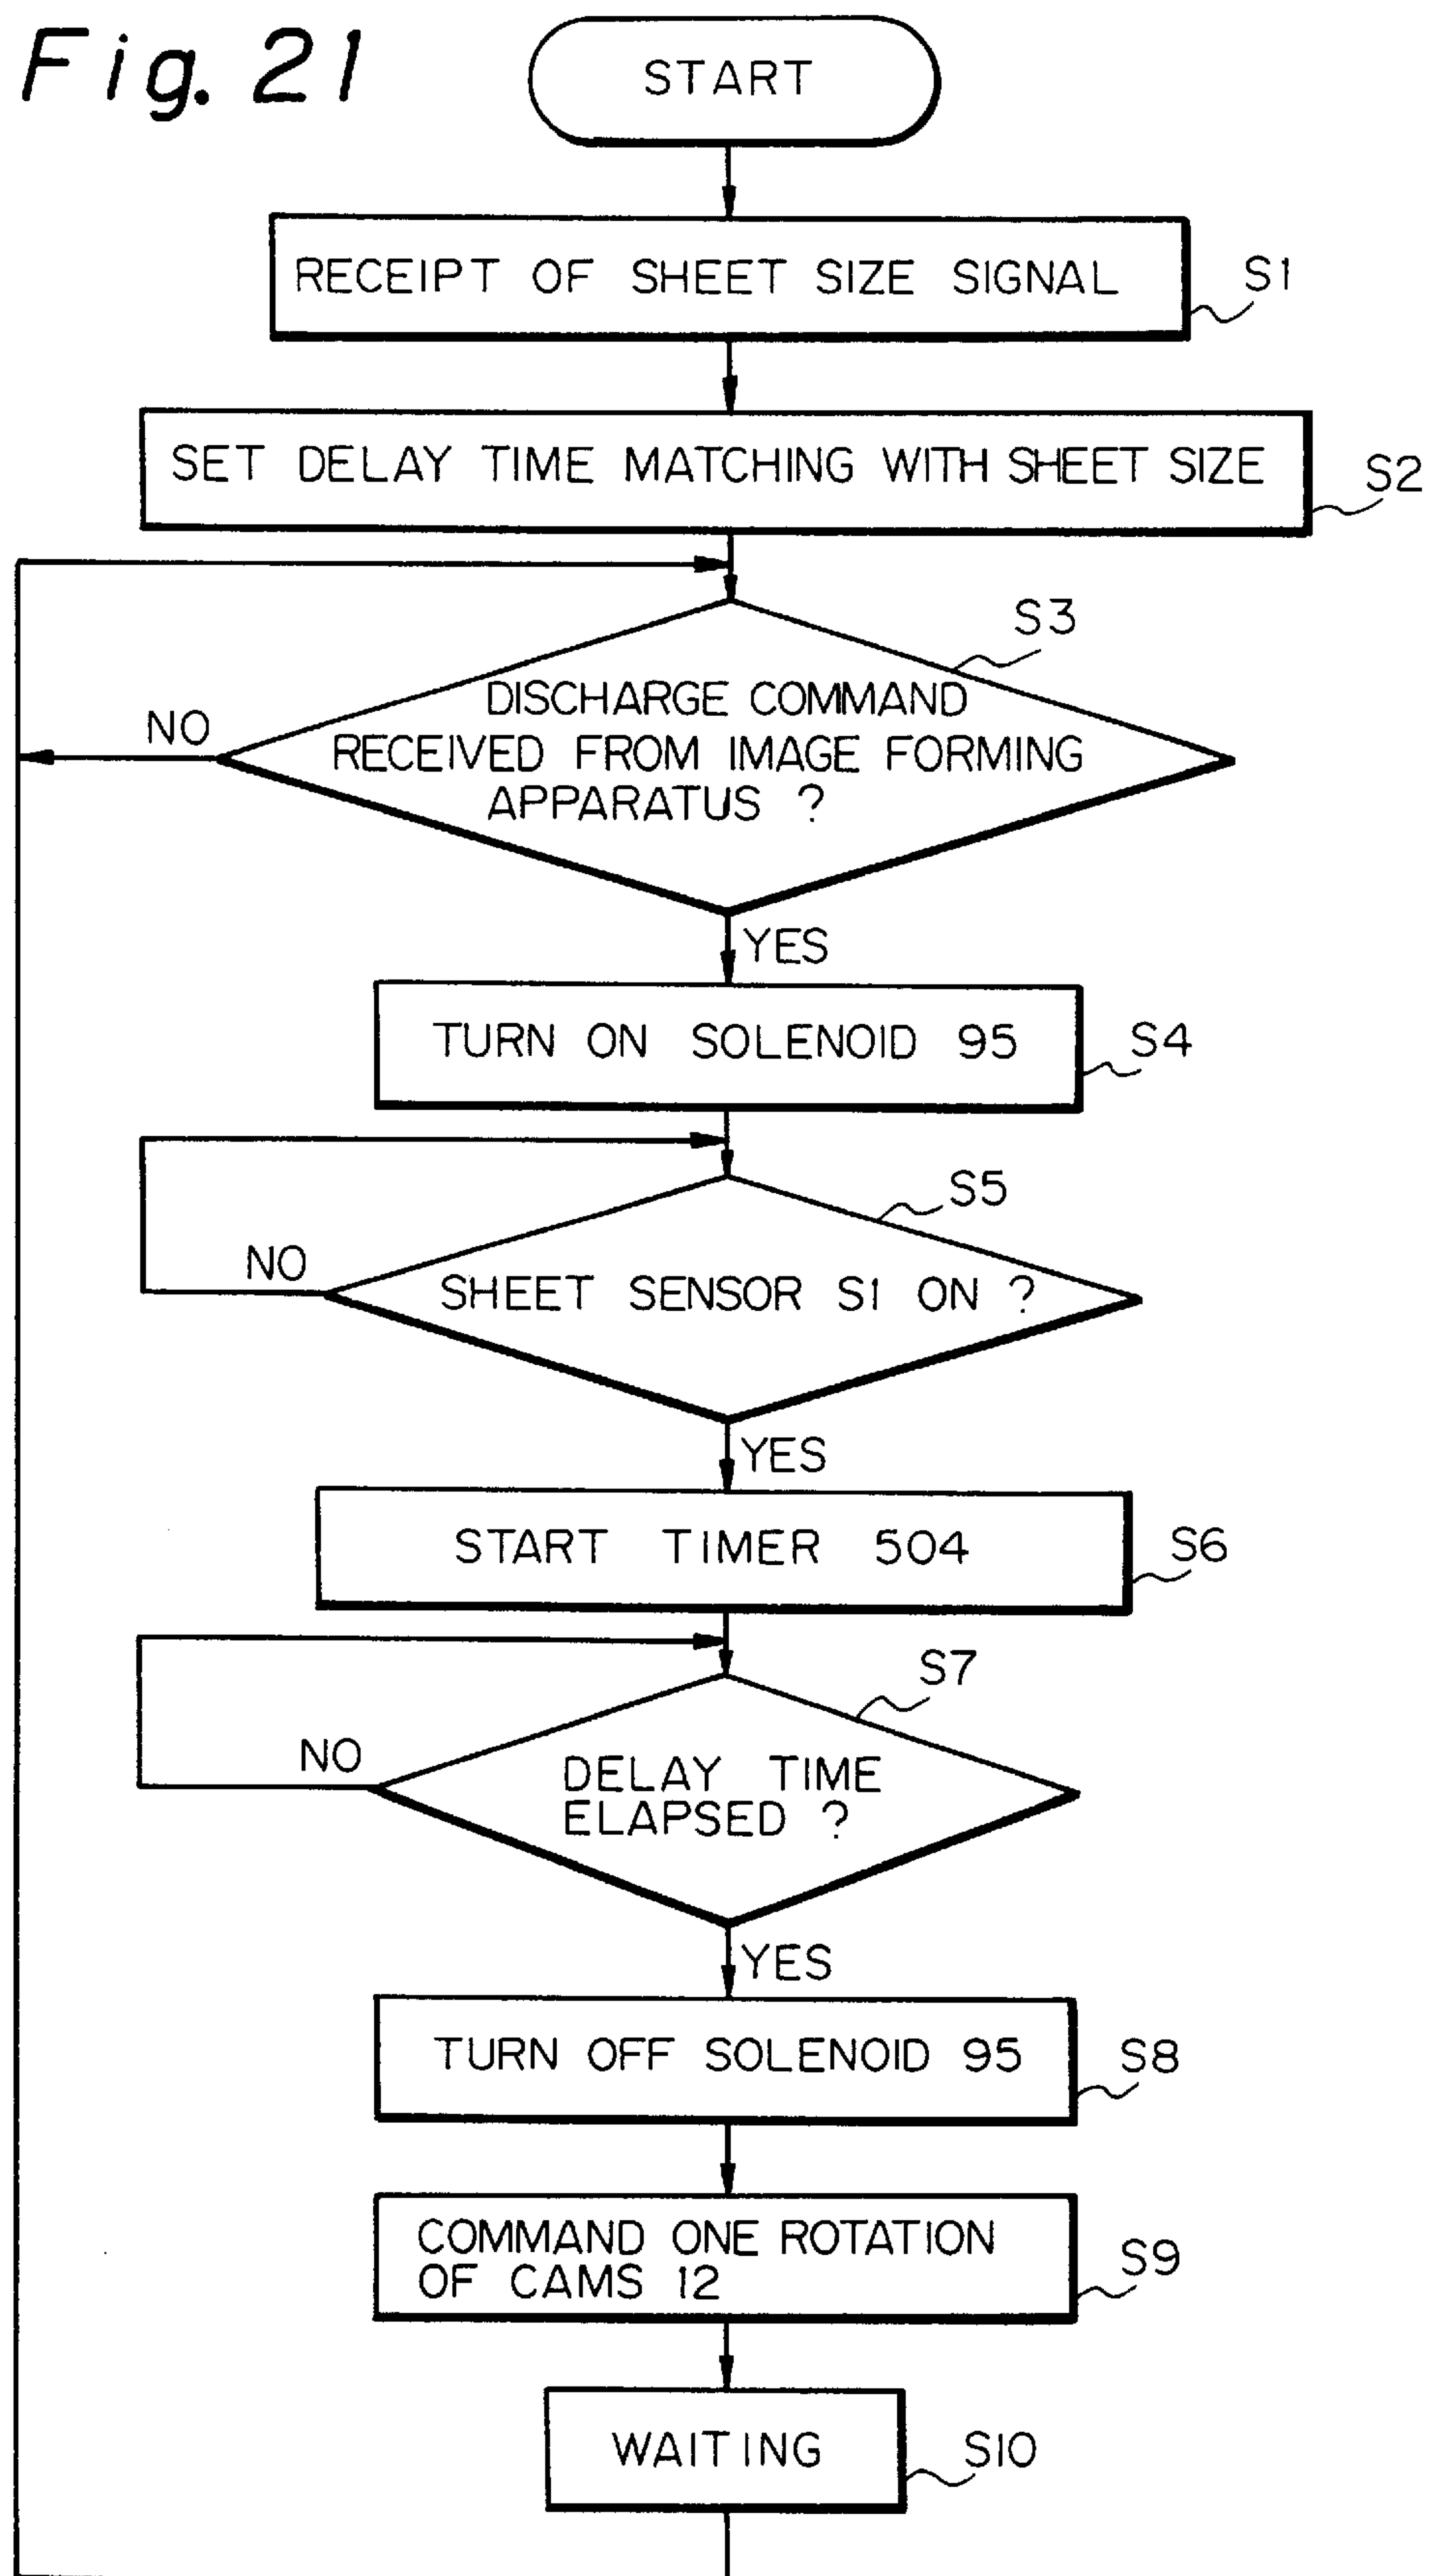 Fig. 21
START
RECEIPT OF SHEET SIZE SIGNAL
S1
SET DELAY TIME MATCHING WITH SHEET SIZE
S2
S3
DISCHARGE COMMAND
RECEIVED FROM IMAGE FORMING
APPARATUS ?
NO
YES
TURN ON SOLENOID 95
S4
S5
SHEET SENSOR S1 ON ?
NO
YES
START TIMER 504
S6
S7
DELAY TIME
ELAPSED ?
NO
YES
TURN OFF SOLENOID 95
S8
COMMAND ONE ROTATION
OF CAMS 12
S9
WAITING
S10